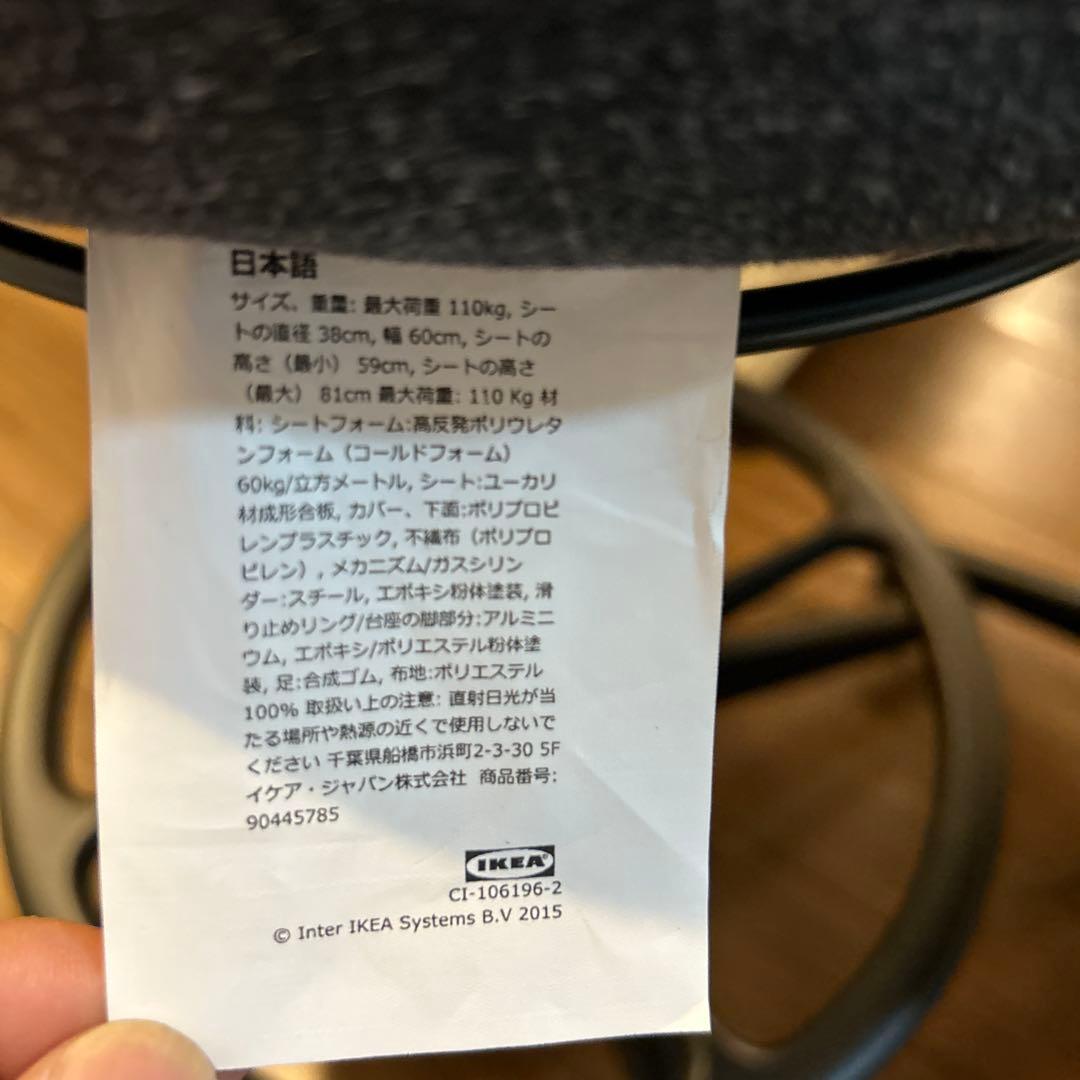 日本語
サイズ、重量: 最大荷重 110kg, シー
トの直径 38cm, 幅 60cm, シートの
高さ（最小） 59cm, シートの高さ
（最大） 81cm 最大荷重: 110 Kg 材
料: シートフォーム:高反発ポリウレタ
ンフォーム（コールドフォーム）
60kg/立方メートル, シート:ユーカリ
材成形合板, カバー、下面:ポリプロピ
レンプラスチック, 不織布（ポリプロ
ピレン）, メカニズム/ガスシリン
ダー:スチール, エポキシ粉体塗装, 滑
り止めリング/台座の脚部分:アルミニ
ウム, エポキシ/ポリエステル粉体塗
装, 足:合成ゴム, 布地:ポリエステル
100% 取扱い上の注意: 直射日光が当
たる場所や熱源の近くで使用しないで
ください 千葉県船橋市浜町2-3-30 5F
イケア・ジャパン株式会社 商品番号:
90445785
IKEA®
CI-106196-2
© Inter IKEA Systems B.V 2015